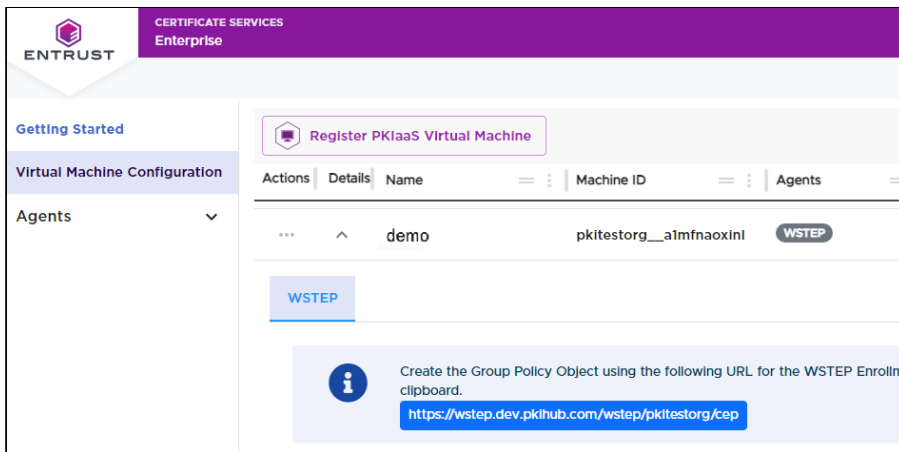 CERTIFICATE SERVICES
Enterprise
ENTRUST
Getting Started
Virtual Machine Configuration
Agents
Register PKIaaS Virtual Machine
Actions Details Name Machine ID Agents
demo pkitestorg__a1mfnaoxinl WSTEP
WSTEP
Create the Group Policy Object using the following URL for the WSTEP
clipboard.
https://wstep.dev.pkihub.com/wstep/pkitestorg/cep